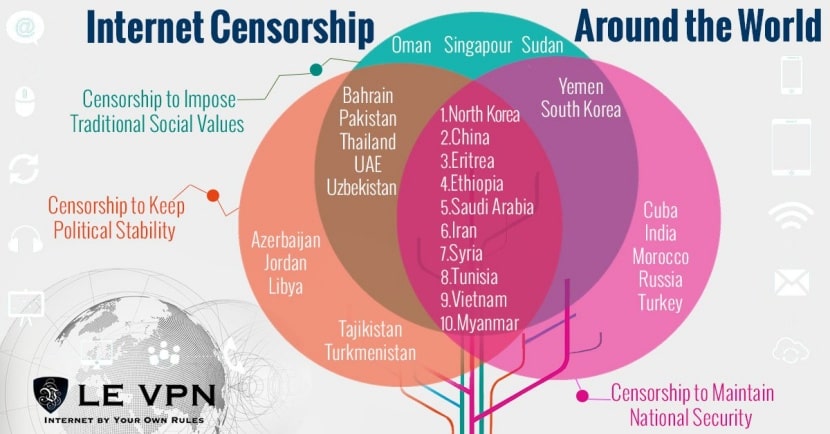 Internet Censorship
Around the World
Oman Singapour Sudan
Censorship to Impose
Traditional Social Values
Bahrain
Pakistan
Thailand
UAE
Uzbekistan
Yemen
South Korea
1.North Korea
2.China
3.Eritrea
4.Ethiopia
5.Saudi Arabia
6.Iran
7.Syria
8.Tunisia
9.Vietnam
10.Myanmar
Censorship to Keep
Political Stability
Azerbaijan
Jordan
Libya
Tajikistan
Turkmenistan
Cuba
India
Morocco
Russia
Turkey
Censorship to Maintain
National Security
LE VPN
Internet by Your Own Rules